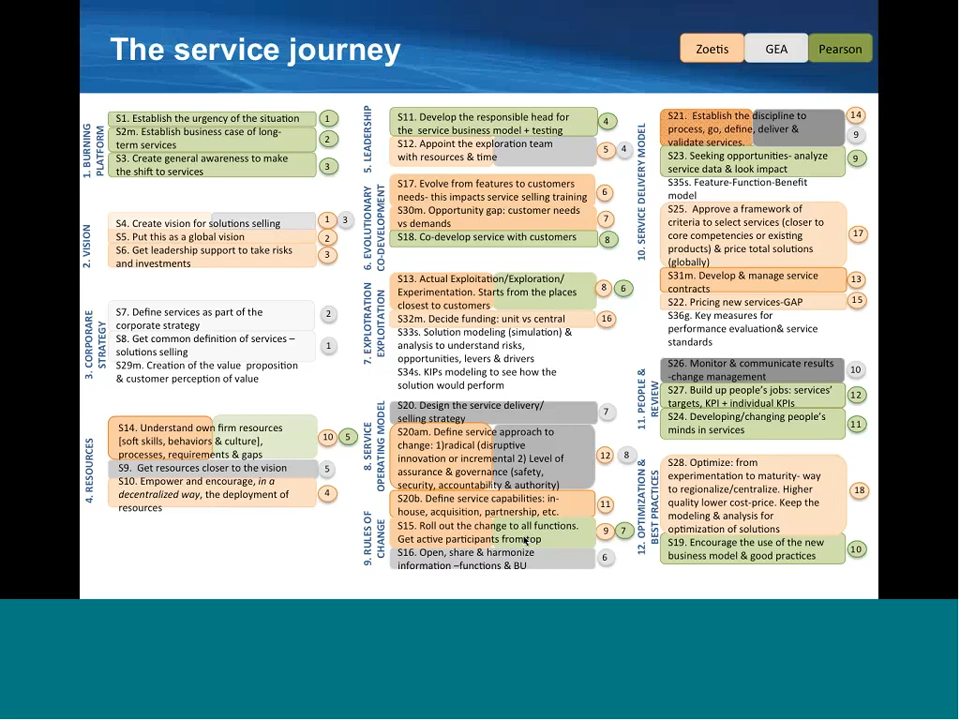 The service journey
Zoetis
GEA
Pearson
1. BURNING
PLATFORM
S1. Establish the urgency of the situation
1
S2m. Establish business case of long-
term services
2
S3. Create general awareness to make
the shift to services
3
2. VISION
S4. Create vision for solutions selling
1 3
S5. Put this as a global vision
2
S6. Get leadership support to take risks
and investments
3
3. CORPORARE
STRATEGY
S7. Define services as part of the
corporate strategy
2
S8. Get common definition of services –
solutions selling
1
S29m. Creation of the value proposition
& customer perception of value
4. RESOURCES
S14. Understand own firm resources
[soft skills, behaviors & culture],
processes, requirements & gaps
10 5
S9. Get resources closer to the vision
5
S10. Empower and encourage, in a
decentralized way, the deployment of
resources
4
5. LEADERSHIP
S11. Develop the responsible head for
the service business model + testing
4
S12. Appoint the exploration team
with resources & time
5 4
6. EVOLUTIONARY
CO-DEVELOPMENT
S17. Evolve from features to customers
needs- this impacts service selling training
6
S30m. Opportunity gap: customer needs
vs demands
7
S18. Co-develop service with customers
8
7. EXPLOTRATION
EXPLOITATION
S13. Actual Exploitation/Exploration/
Experimentation. Starts from the places
closest to customers
8 6
S32m. Decide funding: unit vs central
16
S33s. Solution modeling (simulation) &
analysis to understand risks,
opportunities, levers & drivers
S34s. KIPs modeling to see how the
solution would perform
8. SERVICE
OPERATING MODEL
S20. Design the service delivery/
selling strategy
7
S20am. Define service approach to
change: 1)radical (disruptive
innovation or incremental 2) Level of
assurance & governance (safety,
security, accountability & authority)
12 8
S20b. Define service capabilities: in-
house, acquisition, partnership, etc.
11
9. RULES OF
CHANGE
S15. Roll out the change to all functions.
Get active participants from top
9 7
S16. Open, share & harmonize
information –functions & BU
6
10. SERVICE DELIVERY MODEL
S21. Establish the discipline to
process, go, define, deliver &
validate services.
14
9
S23. Seeking opportunities- analyze
service data & look impact
9
S35s. Feature-Function-Benefit
model
S25. Approve a framework of
criteria to select services (closer to
core competencies or existing
products) & price total solutions
(globally)
17
S31m. Develop & manage service
contracts
13
S22. Pricing new services-GAP
15
S36g. Key measures for
performance evaluation& service
standards
11. PEOPLE &
REVIEW
S26. Monitor & communicate results
-change management
10
S27. Build up people's jobs: services'
targets, KPI + individual KPIs
12
S24. Developing/changing people's
minds in services
11
12. OPTIMIZATION &
BEST PRACTICES
S28. Optimize: from
experimentation to maturity- way
to regionalize/centralize. Higher
quality lower cost-price. Keep the
modeling & analysis for
optimization of solutions
18
S19. Encourage the use of the new
business model & good practices
10